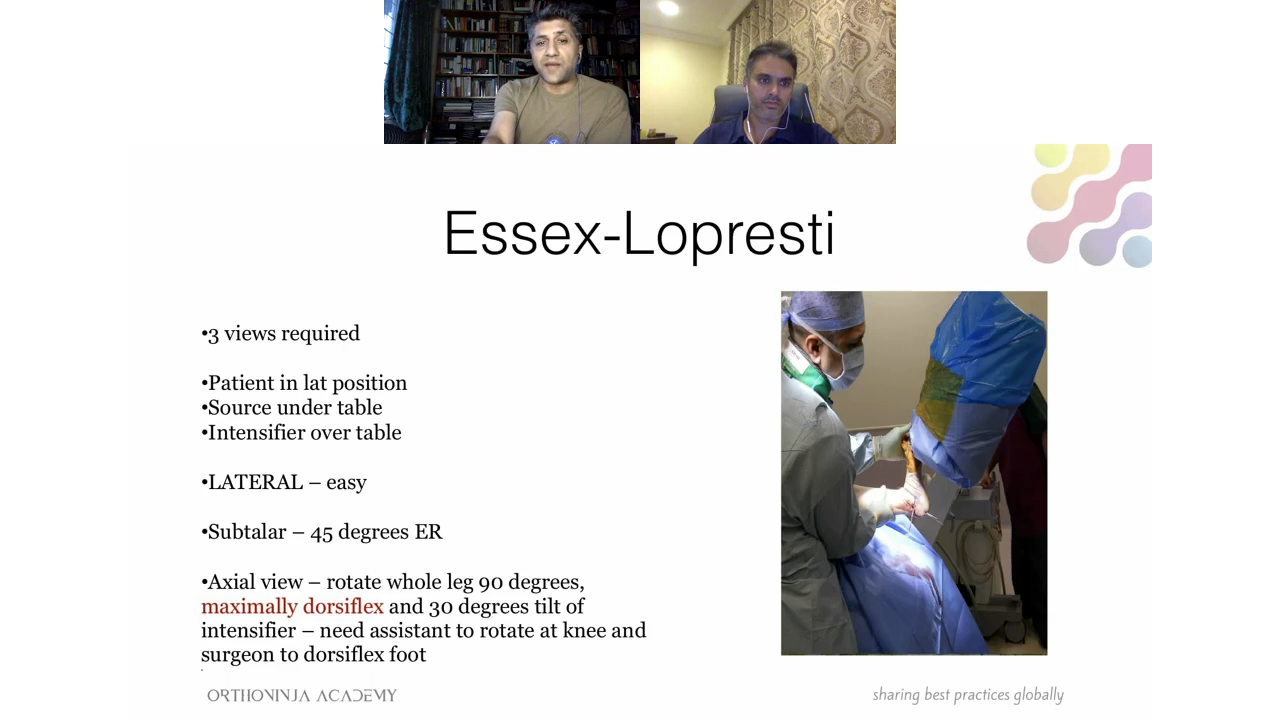 Essex-Lopresti
•3 views required
•Patient in lat position
•Source under table
•Intensifier over table
•LATERAL – easy
•Subtalar – 45 degrees ER
•Axial view – rotate whole leg 90 degrees,
maximally dorsiflex and 30 degrees tilt of
intensifier – need assistant to rotate at knee and
surgeon to dorsiflex foot
ORTHONINJA ACADEMY
sharing best practices globally